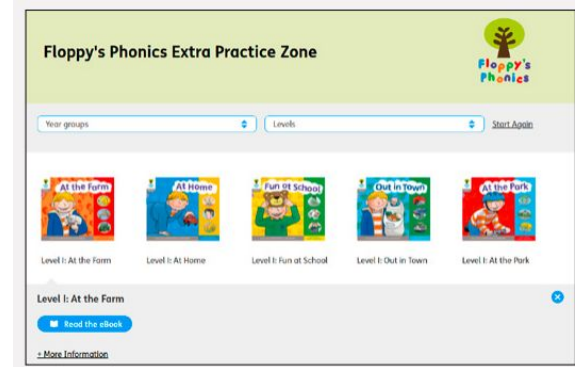 Floppy's Phonics Extra Practice Zone
Floppy's
Phonics
Year groups
Levels
Start Again
At the Farm
At Home
Fun at School
Out in Town
At the Park
Level 1: At the Farm
Level 1: At Home
Level 1: Fun at School
Level 1: Out in Town
Level 1: At the Park
Level 1: At the Farm
Read the eBook
+ More Information